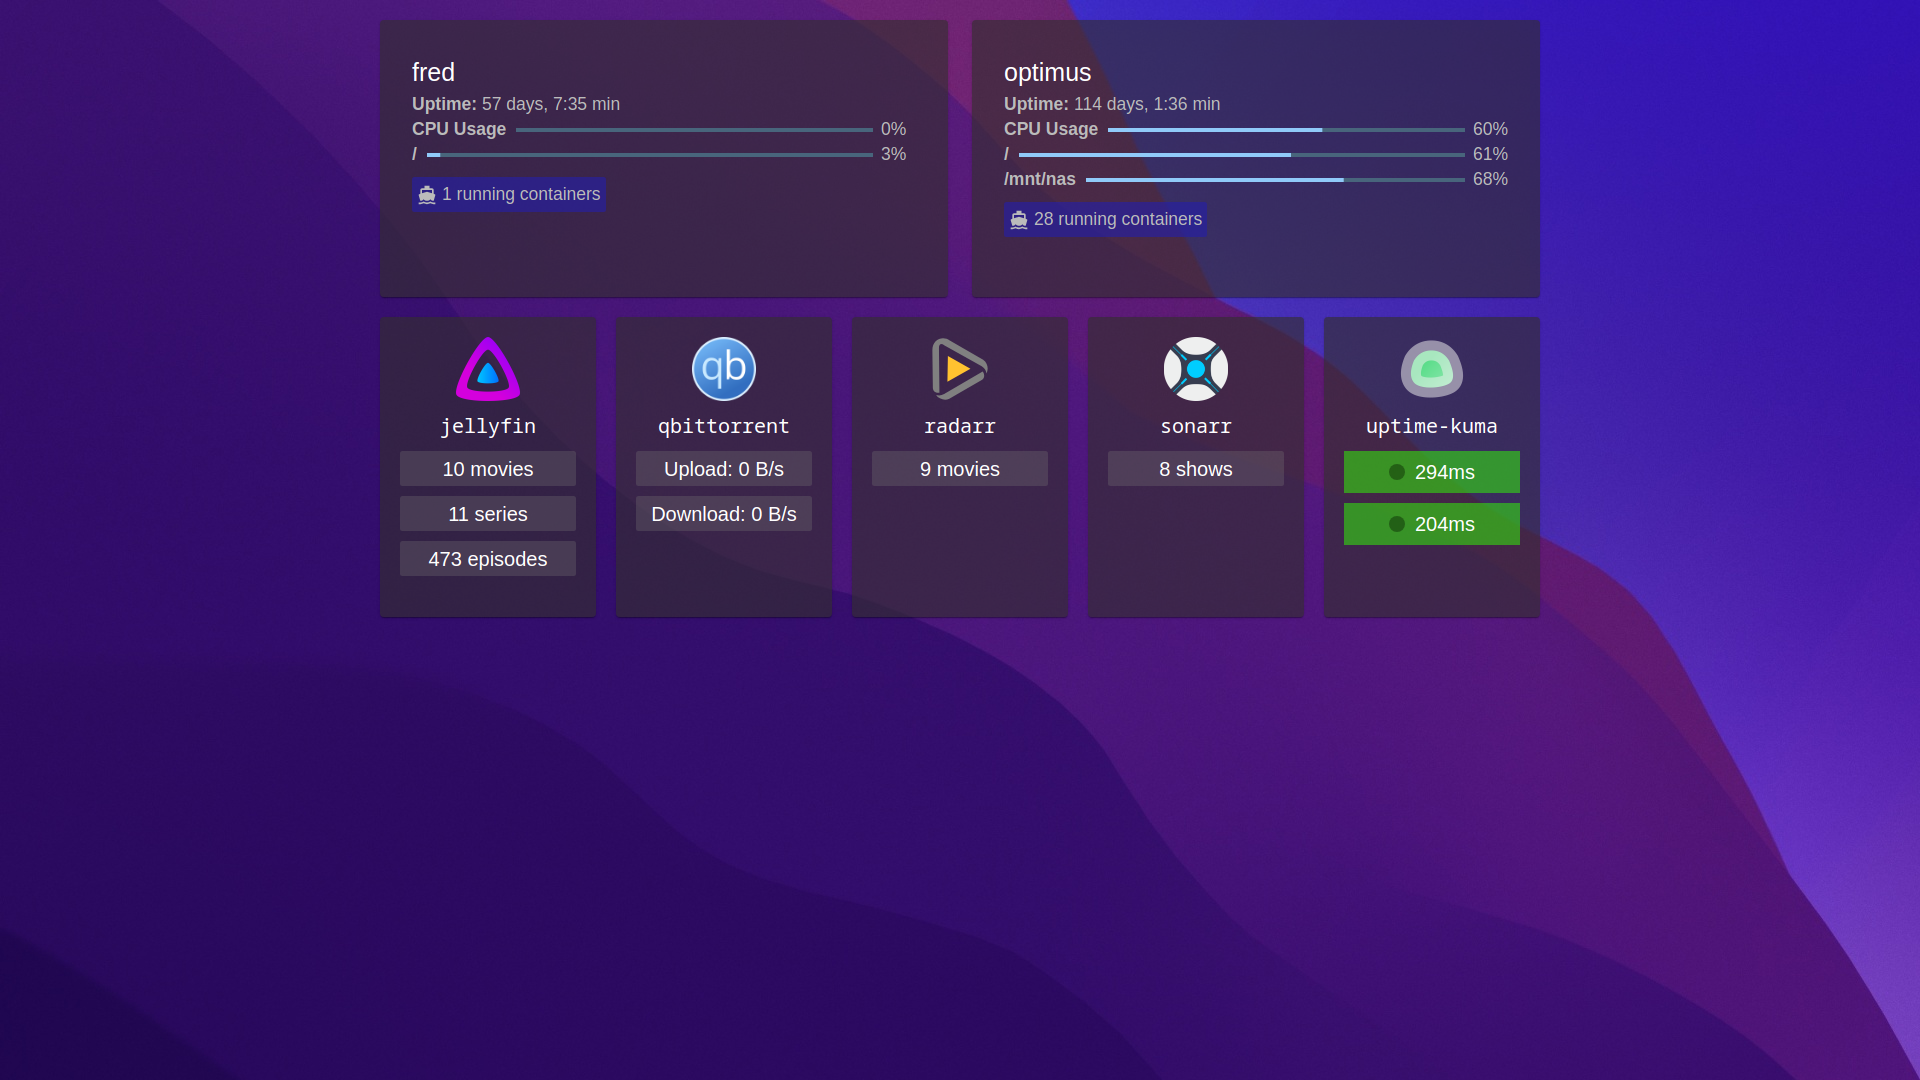 fred
Uptime: 57 days, 7:35 min
CPU Usage 0%
/ 3%
1 running containers
optimus
Uptime: 114 days, 1:36 min
CPU Usage 60%
/ 61%
/mnt/nas 68%
28 running containers
jellyfin
10 movies
11 series
473 episodes
qb
qbittorrent
Upload: 0 B/s
Download: 0 B/s
radarr
9 movies
sonarr
8 shows
uptime-kuma
294ms
204ms